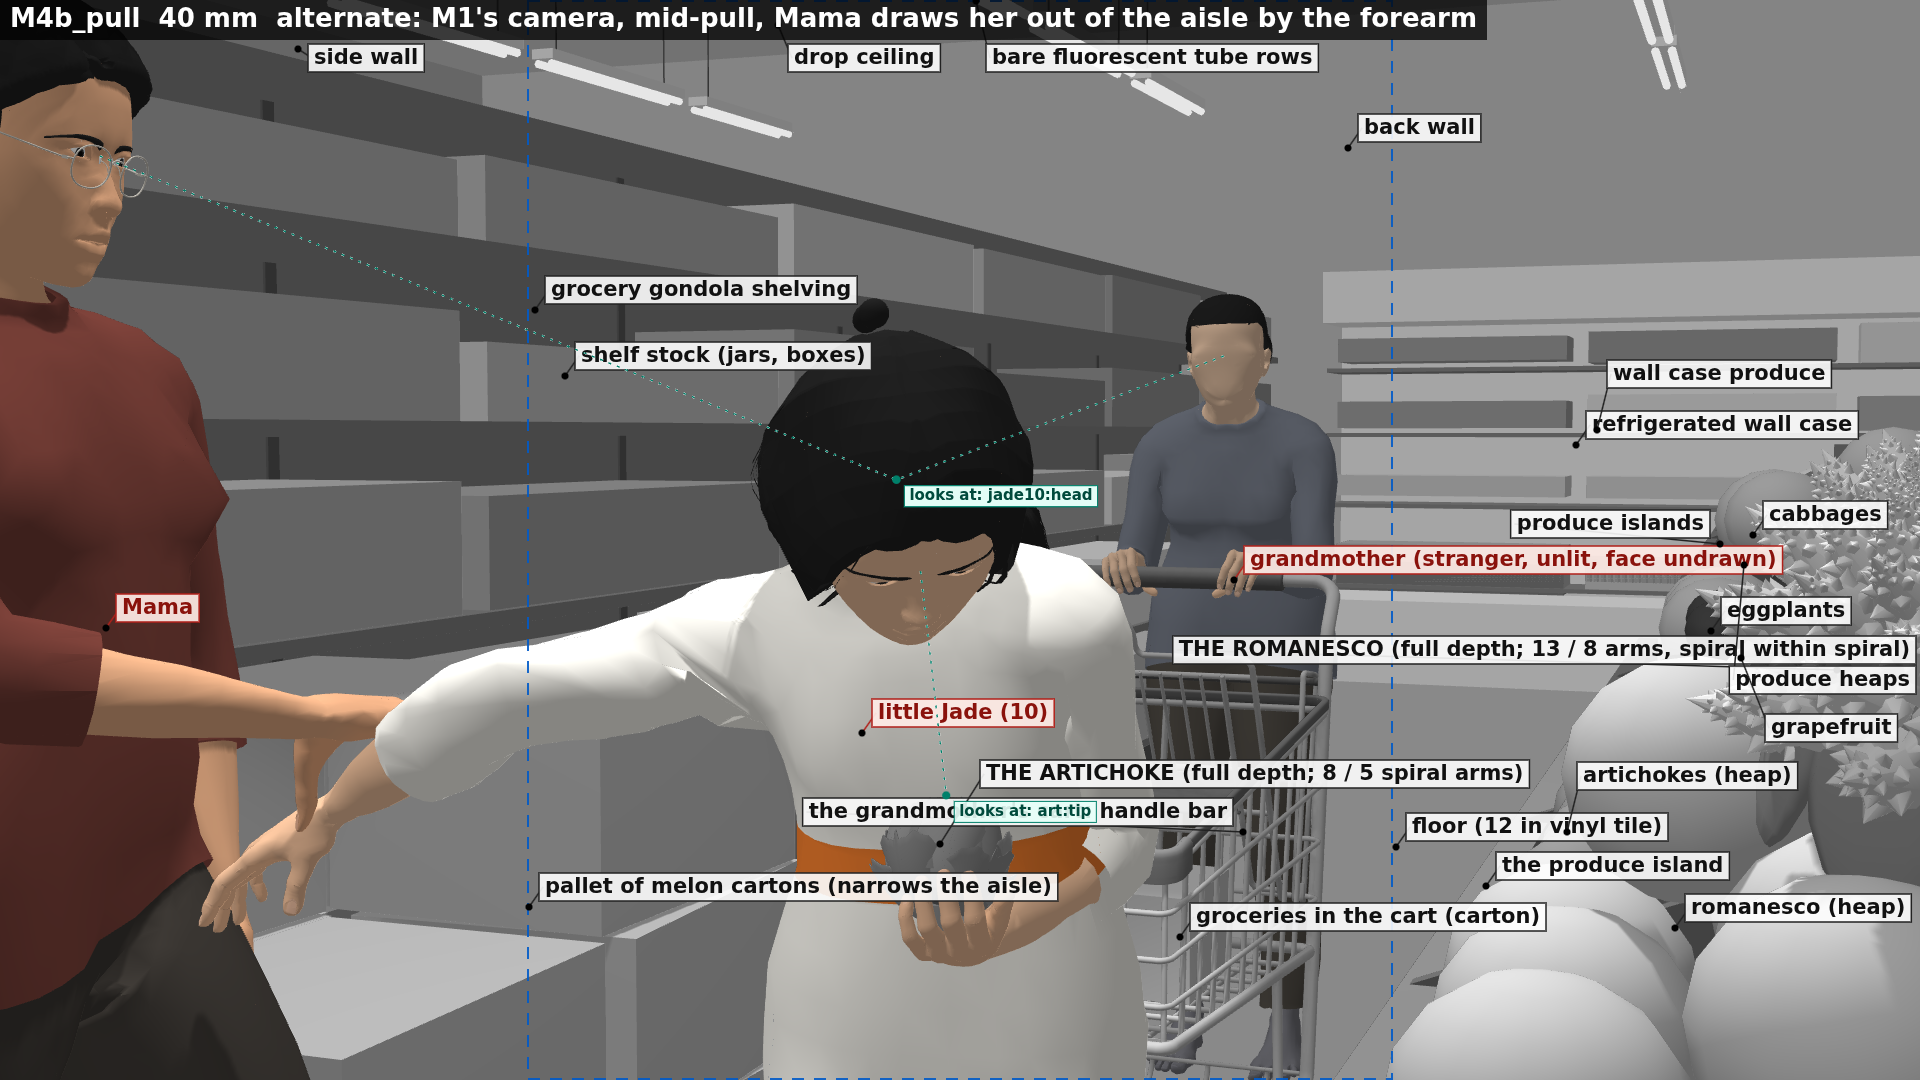 M4b_pull 40 mm alternate: M1's camera, mid-pull, Mama draws her out of the aisle by the forearm
side wall
drop ceiling
bare fluorescent tube rows
back wall
grocery gondola shelving
shelf stock (jars, boxes)
wall case produce
refrigerated wall case
looks at: jade10:head
cabbages
produce islands
grandmother (stranger, unlit, face undrawn)
Mama
eggplants
THE ROMANESCO (full depth; 13 / 8 arms, spiral within spiral)
produce heaps
little Jade (10)
grapefruit
THE ARTICHOKE (full depth; 8 / 5 spiral arms)
artichokes (heap)
the handle bar
looks at: art:tip
floor (12 in vinyl tile)
the produce island
pallet of melon cartons (narrows the aisle)
romanesco (heap)
groceries in the cart (carton)